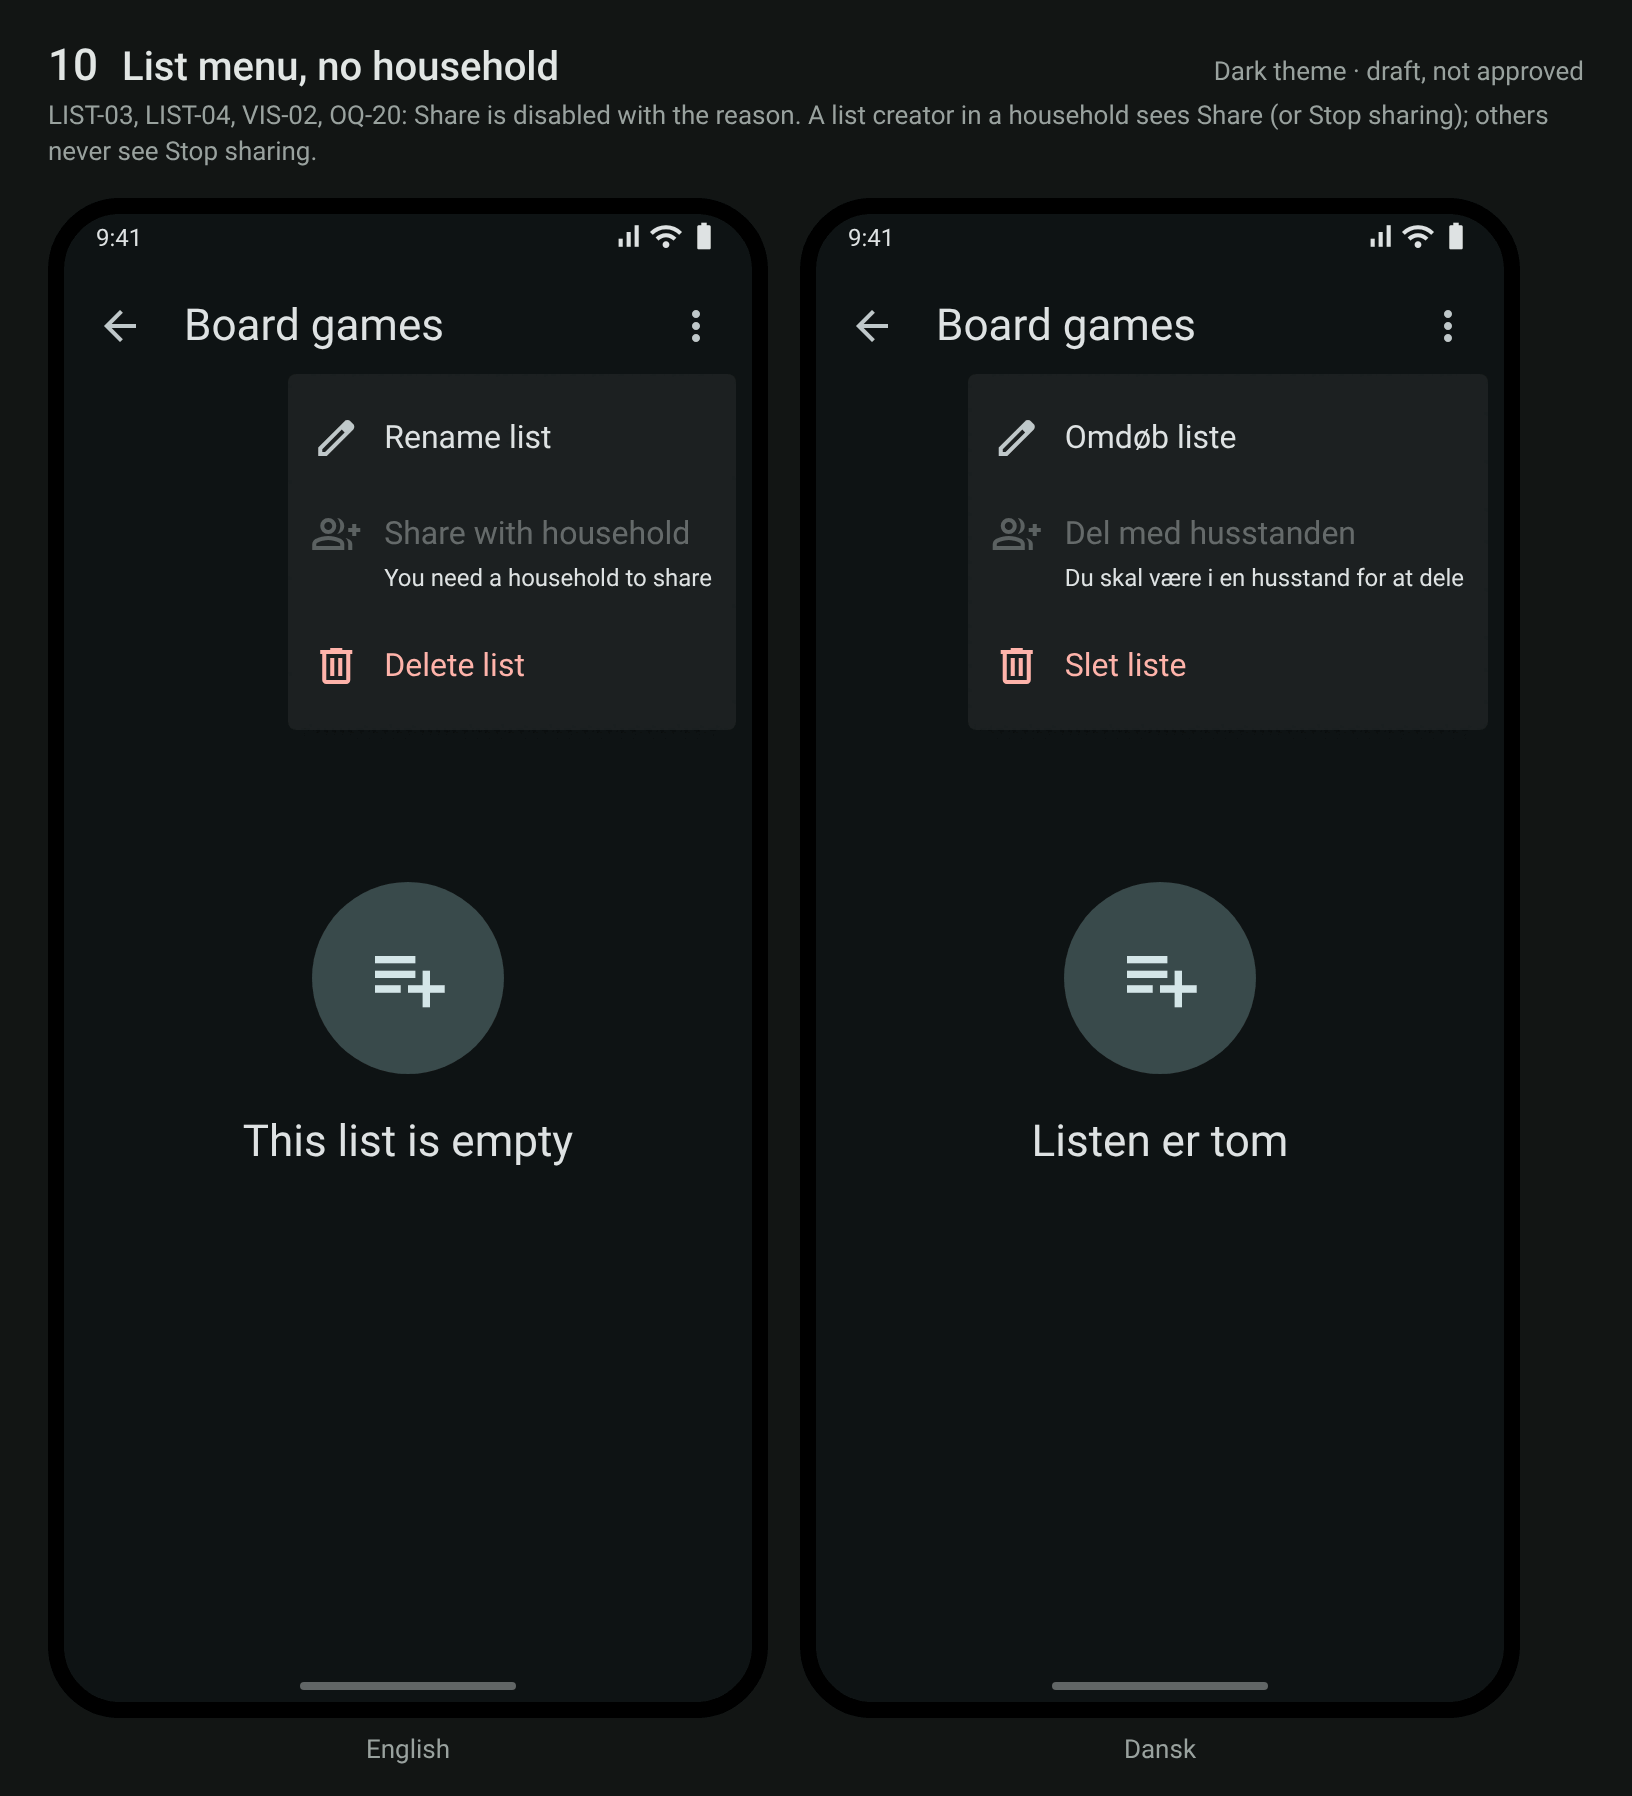 10 List menu, no household
Dark theme · draft, not approved
LIST-03, LIST-04, VIS-02, OQ-20: Share is disabled with the reason. A list creator in a household sees Share (or Stop sharing); others
never see Stop sharing.
9:41
Board games
Rename list
Share with household
You need a household to share
Delete list
This list is empty
English
9:41
Board games
Omdøb liste
Del med husstanden
Du skal være i en husstand for at dele
Slet liste
Listen er tom
Dansk